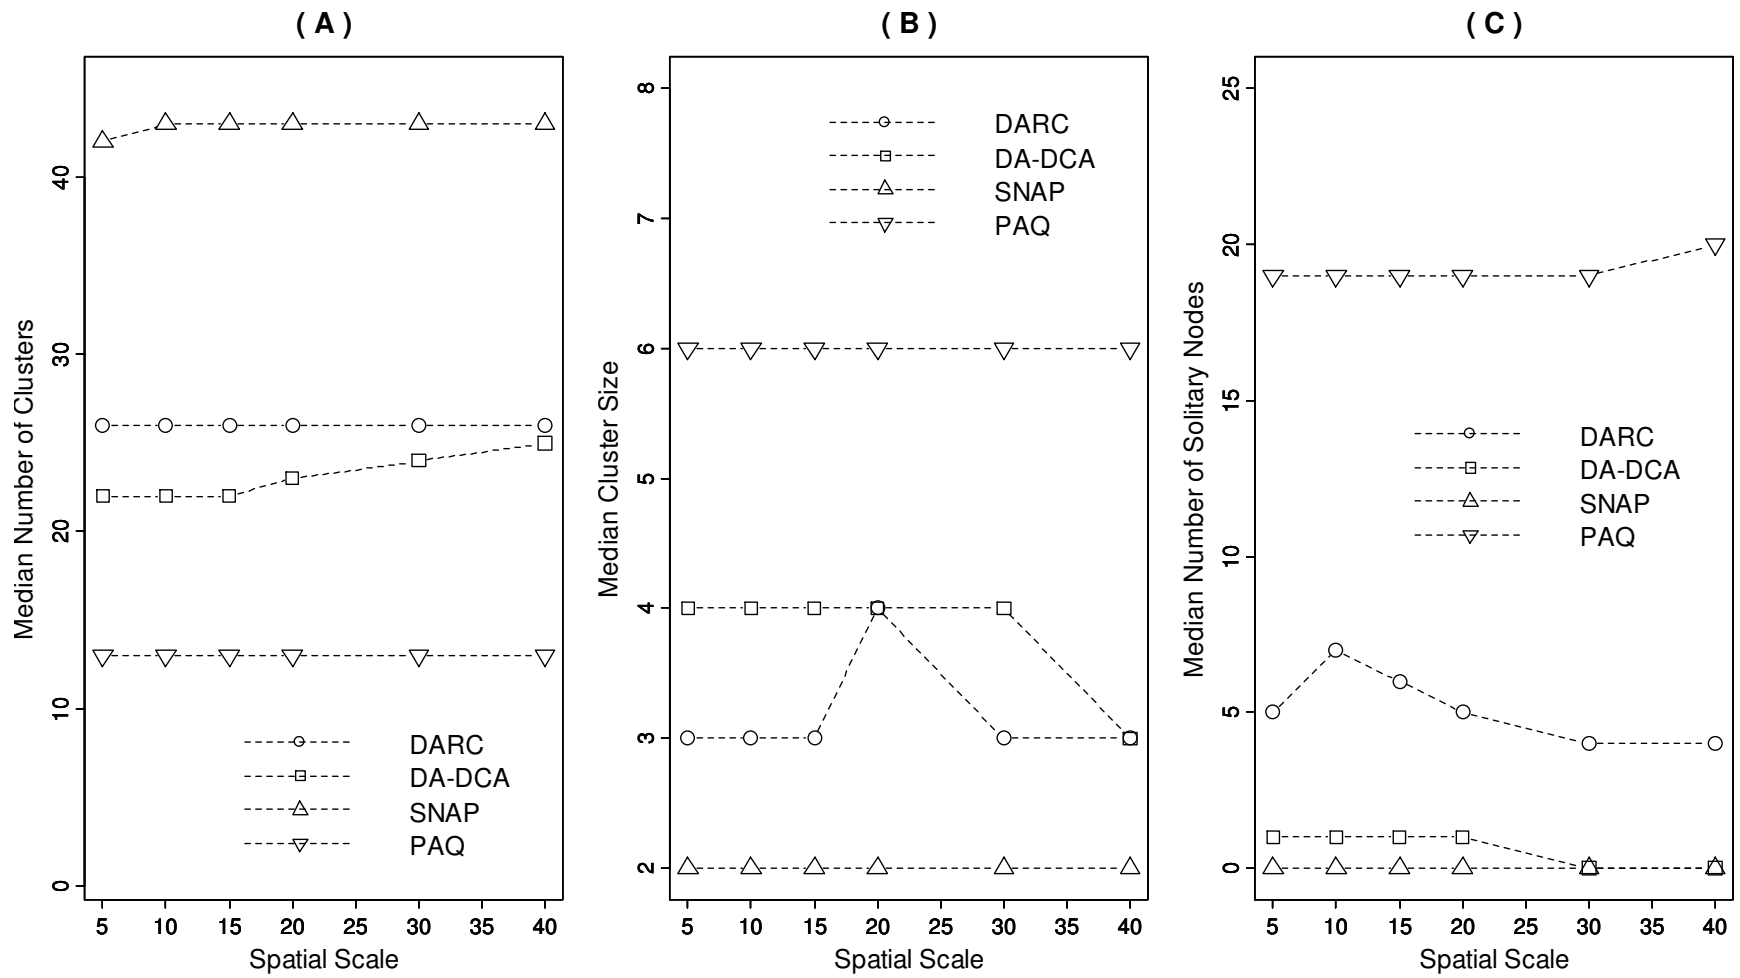 ( A )
Median Number of Clusters
0
10
20
30
40
DARC
DA-DCA
SNAP
PAQ
5 10 15 20 25 30 35 40
Spatial Scale
( B )
Median Cluster Size
2
3
4
5
6
7
8
DARC
DA-DCA
SNAP
PAQ
5 10 15 20 25 30 35 40
Spatial Scale
( C )
Median Number of Solitary Nodes
0
5
10
15
20
25
DARC
DA-DCA
SNAP
PAQ
5 10 15 20 25 30 35 40
Spatial Scale